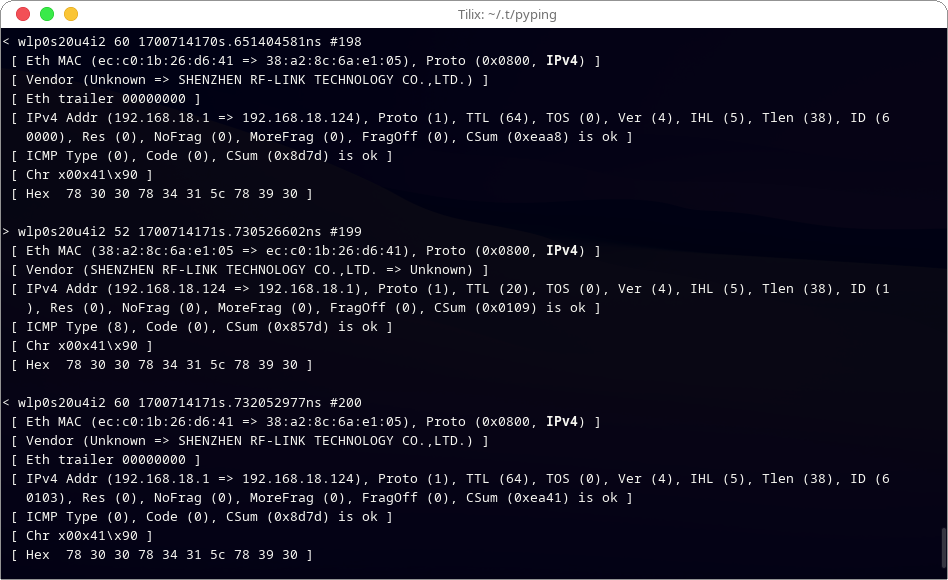 Tilix: ~/.t/pyping
< wlp0s20u4i2 60 1700714170s.651404581ns #198
[ Eth MAC (ec:c0:1b:26:d6:41 => 38:a2:8c:6a:e1:05), Proto (0x0800, IPv4) ]
[ Vendor (Unknown => SHENZHEN RF-LINK TECHNOLOGY CO.,LTD.) ]
[ Eth trailer 00000000 ]
[ IPv4 Addr (192.168.18.1 => 192.168.18.124), Proto (1), TTL (64), TOS (0), Ver (4), IHL (5), Tlen (38), ID (6
0000), Res (0), NoFrag (0), MoreFrag (0), FragOff (0), CSum (0xeaa8) is ok ]
[ ICMP Type (0), Code (0), CSum (0x8d7d) is ok ]
[ Chr x00x41\x90 ]
[ Hex  78 30 30 78 34 31 5c 78 39 30 ]
> wlp0s20u4i2 52 1700714171s.730526602ns #199
[ Eth MAC (38:a2:8c:6a:e1:05 => ec:c0:1b:26:d6:41), Proto (0x0800, IPv4) ]
[ Vendor (SHENZHEN RF-LINK TECHNOLOGY CO.,LTD. => Unknown) ]
[ IPv4 Addr (192.168.18.124 => 192.168.18.1), Proto (1), TTL (20), TOS (0), Ver (4), IHL (5), Tlen (38), ID (1
), Res (0), NoFrag (0), MoreFrag (0), FragOff (0), CSum (0x0109) is ok ]
[ ICMP Type (8), Code (0), CSum (0x857d) is ok ]
[ Chr x00x41\x90 ]
[ Hex  78 30 30 78 34 31 5c 78 39 30 ]
< wlp0s20u4i2 60 1700714171s.732052977ns #200
[ Eth MAC (ec:c0:1b:26:d6:41 => 38:a2:8c:6a:e1:05), Proto (0x0800, IPv4) ]
[ Vendor (Unknown => SHENZHEN RF-LINK TECHNOLOGY CO.,LTD.) ]
[ Eth trailer 00000000 ]
[ IPv4 Addr (192.168.18.1 => 192.168.18.124), Proto (1), TTL (64), TOS (0), Ver (4), IHL (5), Tlen (38), ID (6
0103), Res (0), NoFrag (0), MoreFrag (0), FragOff (0), CSum (0xea41) is ok ]
[ ICMP Type (0), Code (0), CSum (0x8d7d) is ok ]
[ Chr x00x41\x90 ]
[ Hex  78 30 30 78 34 31 5c 78 39 30 ]